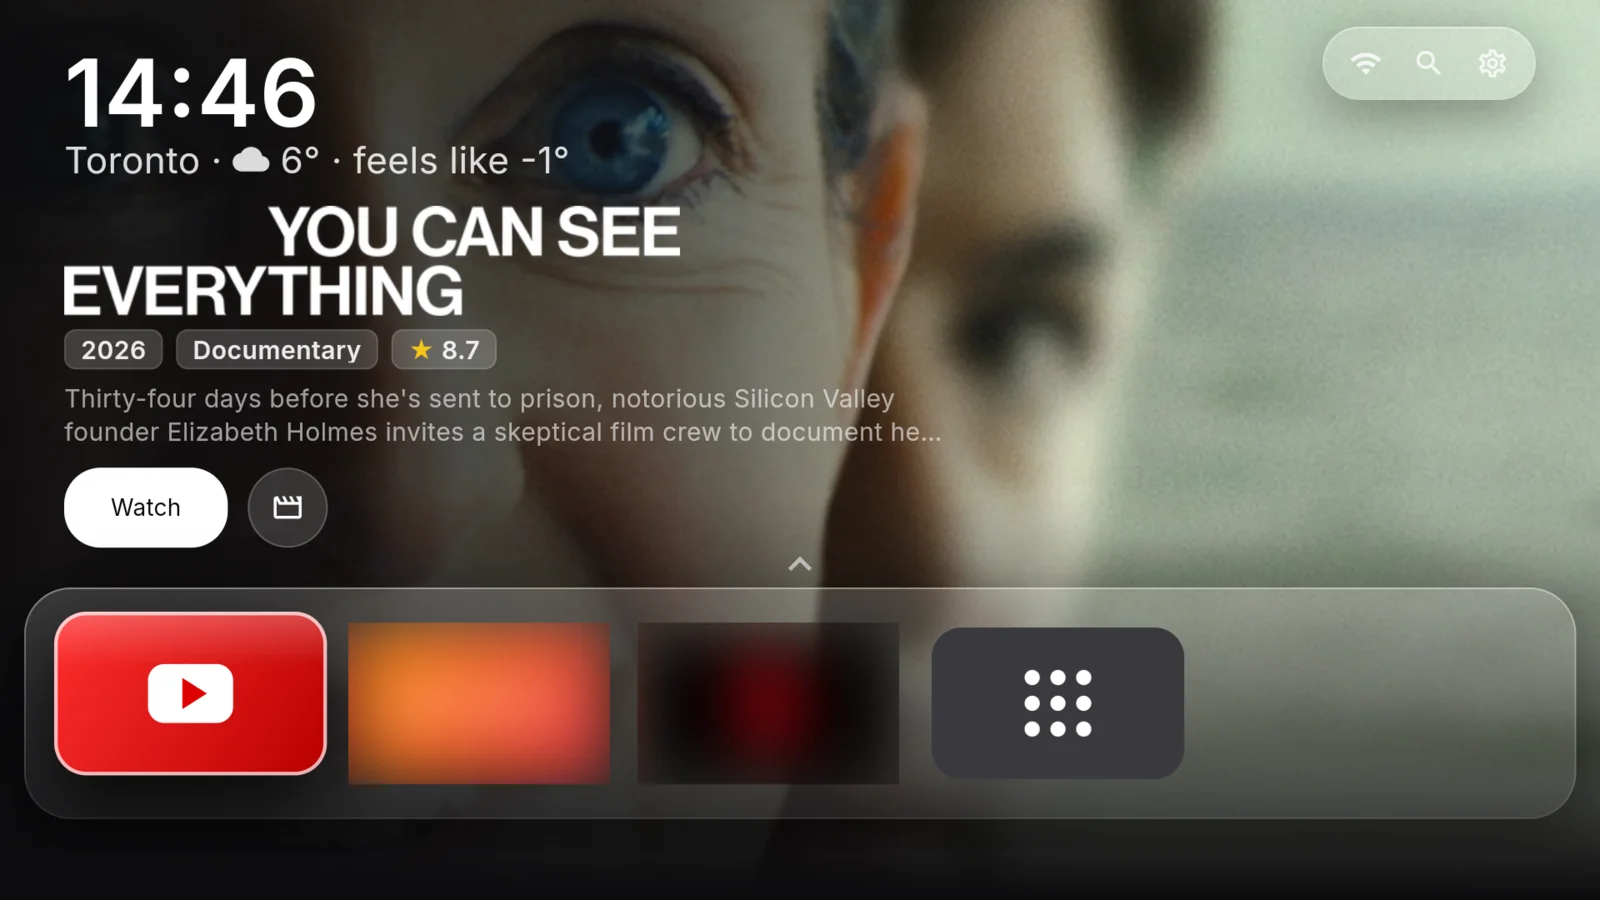 14:46
Toronto · 6° · feels like -1°
YOU CAN SEE
EVERYTHING
2026 Documentary ★ 8.7
Thirty-four days before she's sent to prison, notorious Silicon Valley
founder Elizabeth Holmes invites a skeptical film crew to document he...
Watch